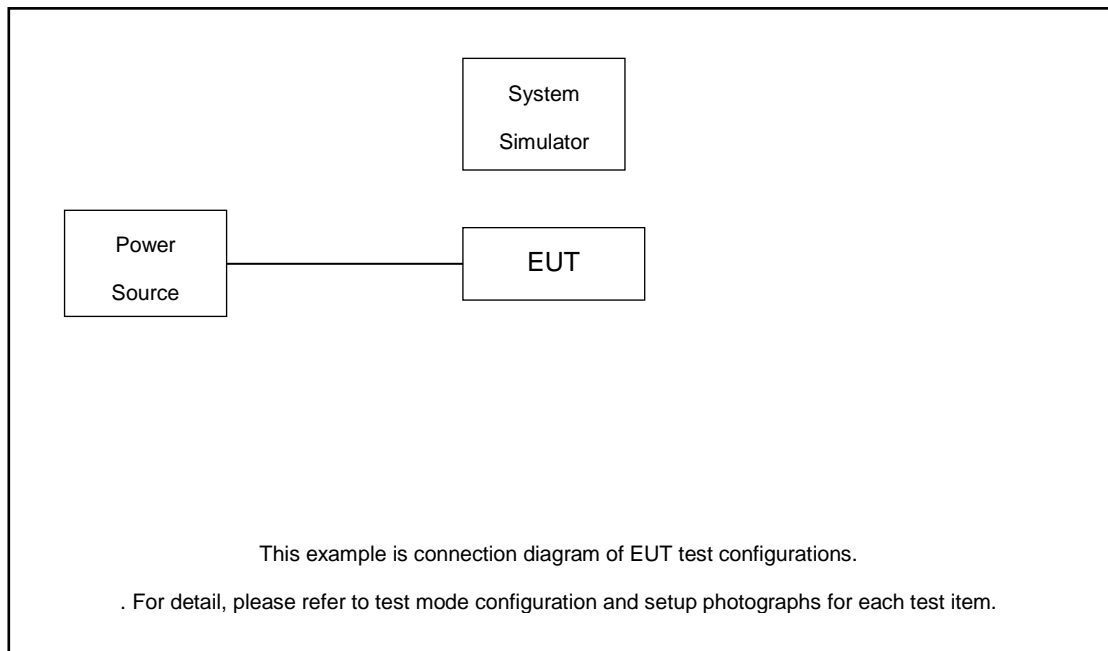 System
Simulator
Power
Source
EUT
This example is connection diagram of EUT test configurations.
. For detail, please refer to test mode configuration and setup photographs for each test item.